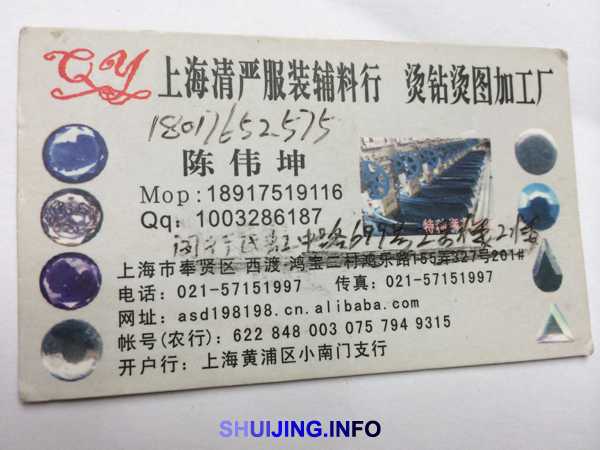 QY 上海清严服装辅料行 烫钻烫图加工厂
18017652575
陈伟坤
Mop:18917519116
Qq: 1003286187
699号
上海市奉贤区 西渡 鸿宝二村鸿乐路155弄327号201#
电话: 021-57151997 传真: 021-57151997
网址: asd198198.cn.alibaba.com
帐号(农行): 622 848 003 075 794 9315
开户行: 上海黄浦区小南门支行
SHUIJING.INFO